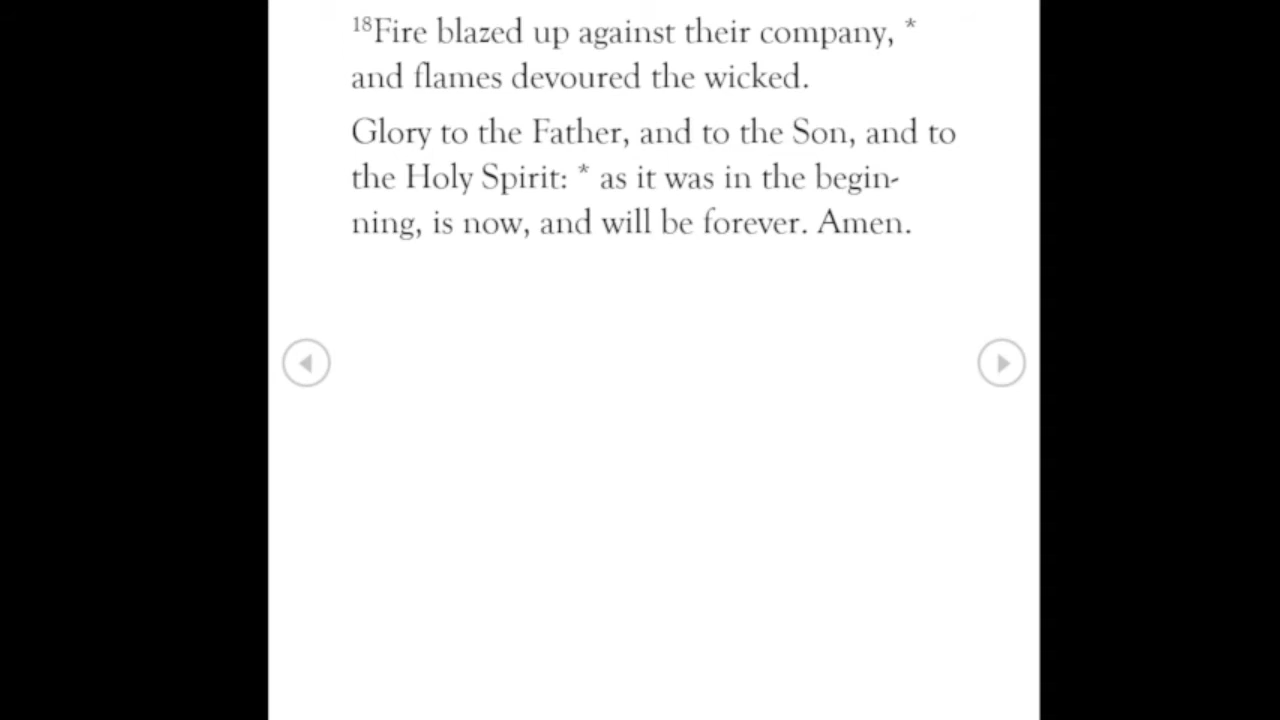 18Fire blazed up against their company, *
and flames devoured the wicked.
Glory to the Father, and to the Son, and to
the Holy Spirit: * as it was in the begin-
ning, is now, and will be forever. Amen.